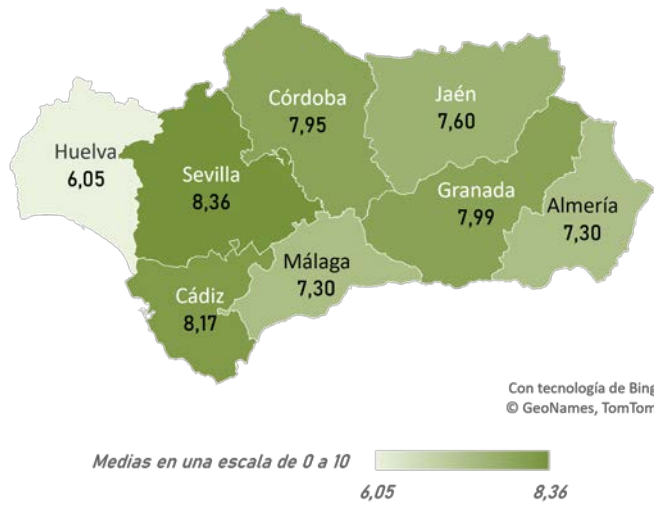 Córdoba
7,95
Jaén
7,60
Huelva
6,05
Sevilla
8,36
Granada
7,99
Almería
7,30
Málaga
7,30
Cádiz
8,17
Con tecnología de Bing
© GeoNames, TomTom
Medias en una escala de 0 a 10
6,05
8,36